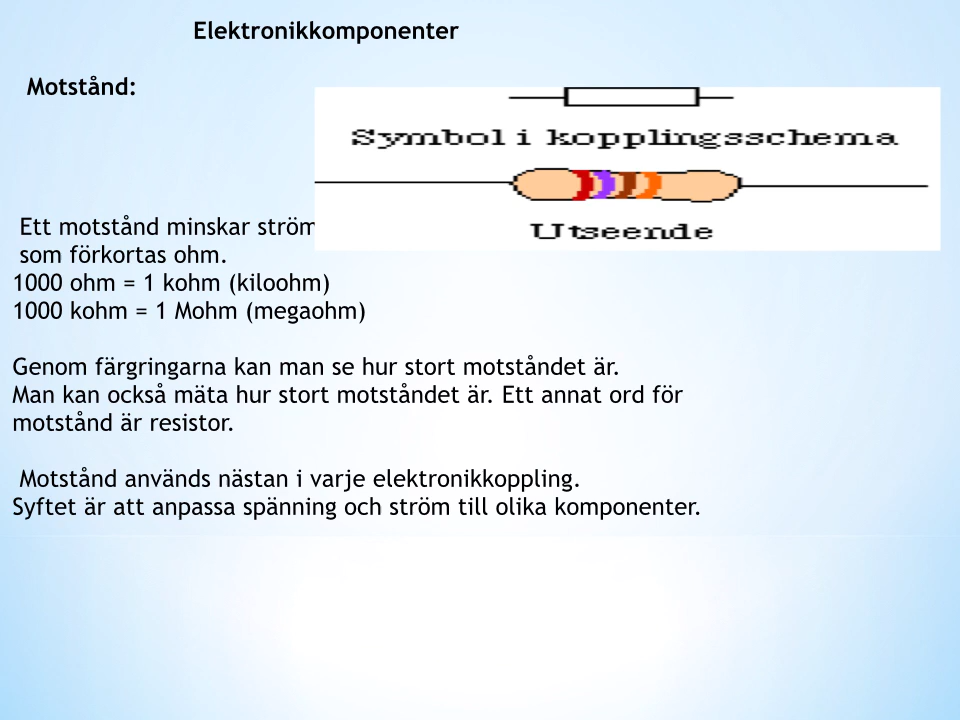 Elektronikkomponenter
Motstånd:
Symbol i kopplingsschema
Utseende
Ett motstånd minskar ström
som förkortas ohm.
1000 ohm = 1 kohm (kiloohm)
1000 kohm = 1 Mohm (megaohm)
Genom färgringarna kan man se hur stort motståndet är.
Man kan också mäta hur stort motståndet är. Ett annat ord för
motstånd är resistor.
Motstånd används nästan i varje elektronikkoppling.
Syftet är att anpassa spänning och ström till olika komponenter.